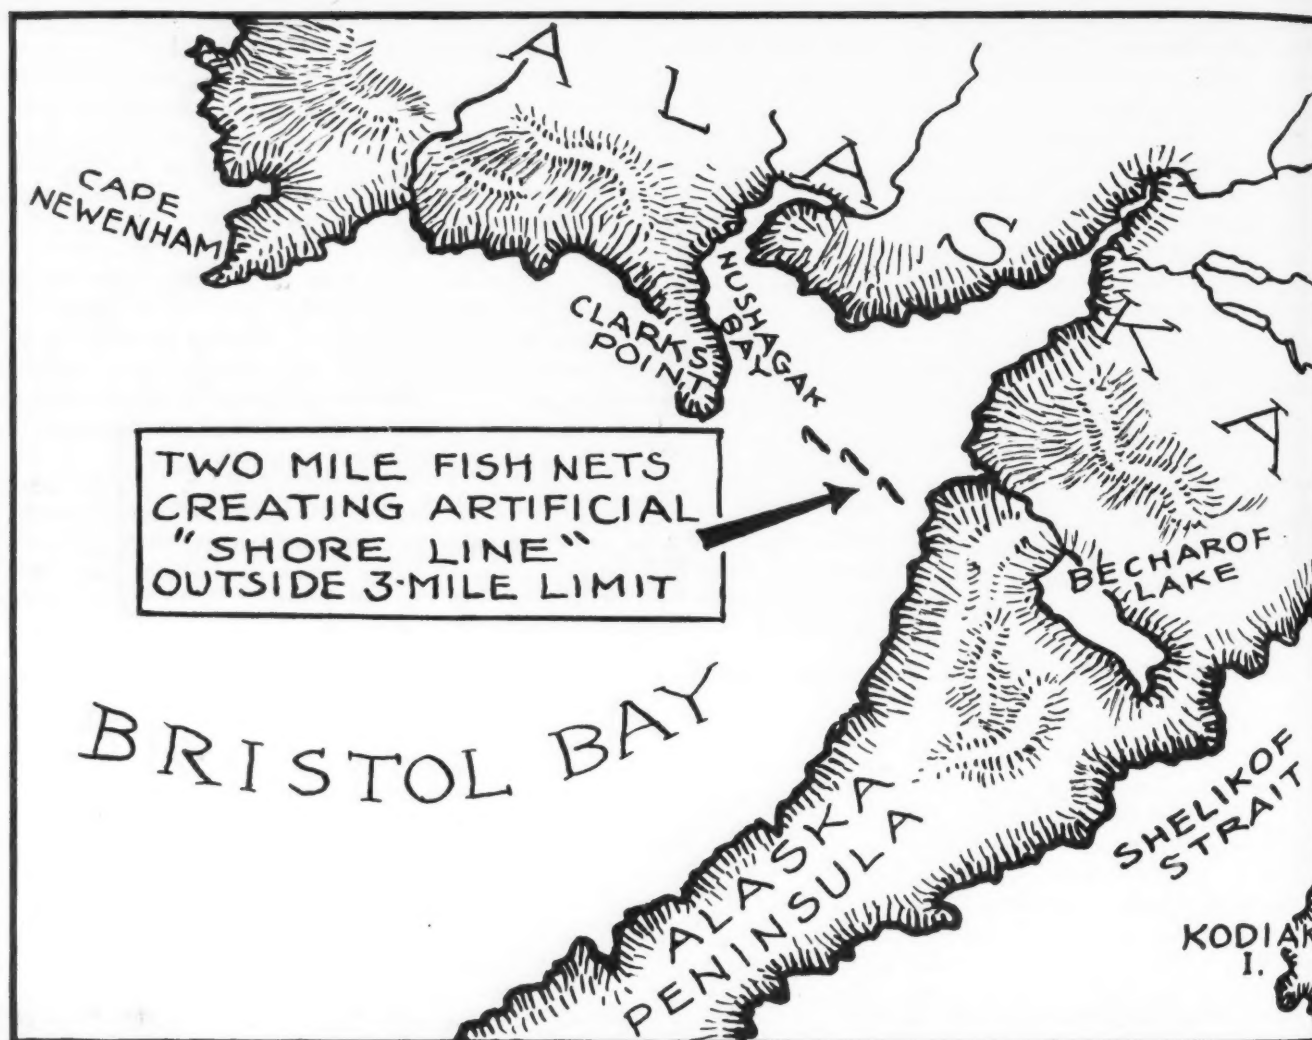 ALASKA
CAPE
NEWENHAM
CLARKS
POINT
NUSHAGAK
BAY
TWO MILE FISH NETS
CREATING ARTIFICIAL
"SHORE LINE"
OUTSIDE 3-MILE LIMIT
BECHAROF
LAKE
BRISTOL BAY
ALASKA
PENINSULA
SHELIKOF
STRAIT
KODIAK
I.